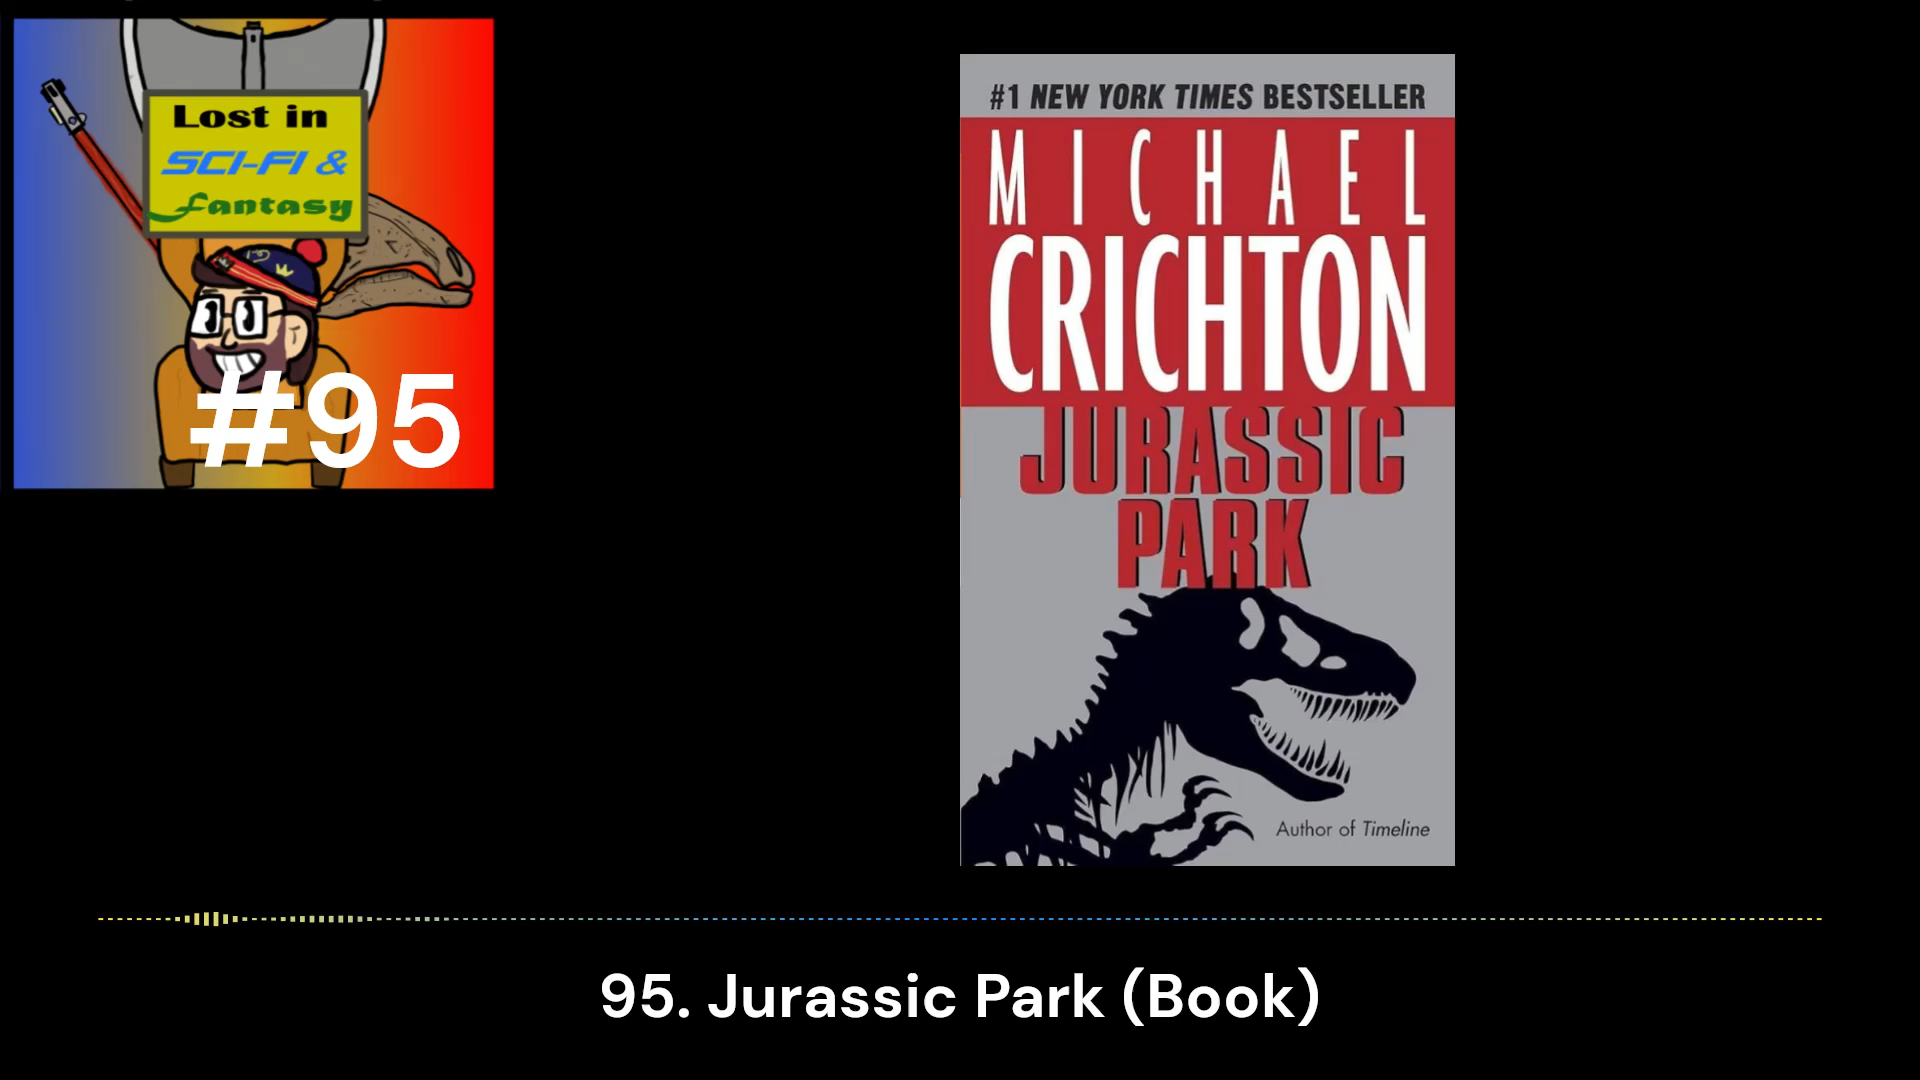 Lost in
SCI-FI &
fantasy
#95
#1 NEW YORK TIMES BESTSELLER
MICHAEL
CRICHTON
JURASSIC
PARK
Author of Timeline
95. Jurassic Park (Book)